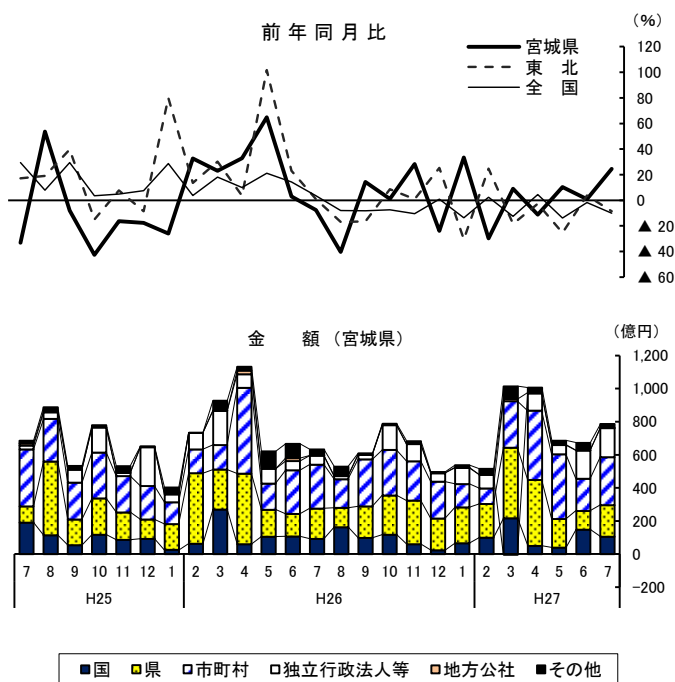 前年同月比
(%)
宮城県
東 北
全 国
120
100
80
60
40
20
0
▲ 20
▲ 40
▲ 60
金 額 (宮城県)
(億円)
1,200
1,000
800
600
400
200
0
-200
7 8 9 10 11 12 1 2 3 4 5 6 7 8 9 10 11 12 1 2 3 4 5 6 7
H25 H26 H27
国 県 市町村 独立行政法人等 地方公社 その他